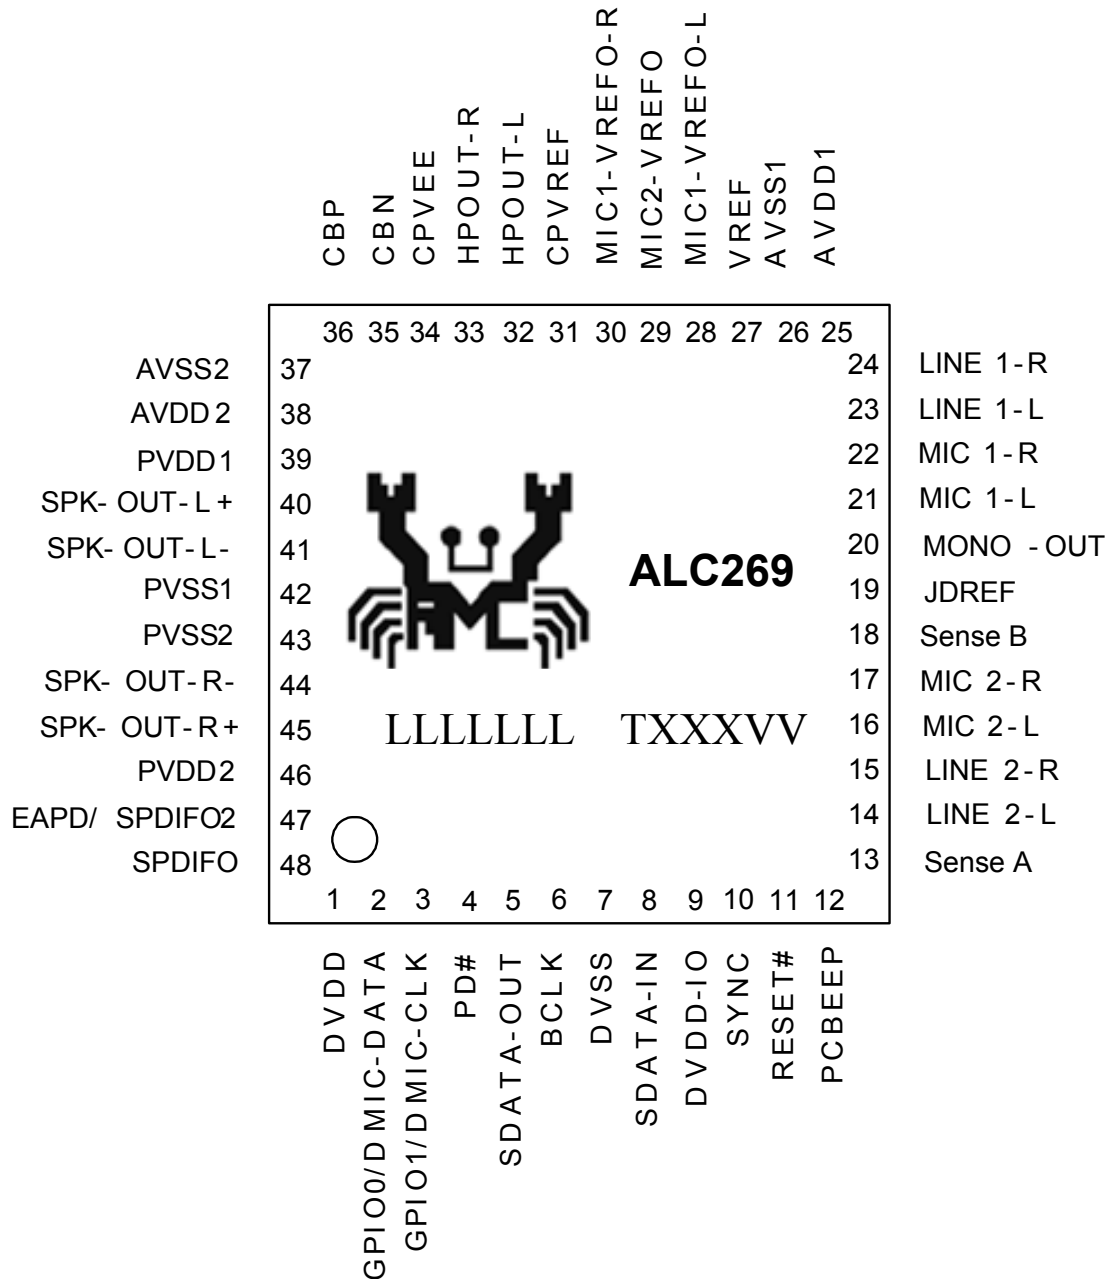 CBP
CBN
CPVEE
HPOUT-R
HPOUT-L
CPVREF
MIC1-VREFO-R
MIC2-VREFO
MIC1-VREFO-L
VREF
AVSS1
AVDD1
36 35 34 33 32 31 30 29 28 27 26 25
AVSS2 37
AVDD2 38
PVDD1 39
SPK-OUT-L+ 40
SPK-OUT-L- 41
PVSS1 42
PVSS2 43
SPK-OUT-R- 44
SPK-OUT-R+ 45
PVDD2 46
EAPD/ SPDIFO2 47
SPDIFO 48
ALC269
LLLLLLL TXXXVV
24 LINE 1-R
23 LINE 1-L
22 MIC 1-R
21 MIC 1-L
20 MONO -OUT
19 JDREF
18 Sense B
17 MIC 2-R
16 MIC 2-L
15 LINE 2-R
14 LINE 2-L
13 Sense A
1 2 3 4 5 6 7 8 9 10 11 12
DVDD
GPIO0/DMIC-DATA
GPIO1/DMIC-CLK
PD#
SDATA-OUT
BCLK
DVSS
SDATA-IN
DVDD-IO
SYNC
RESET#
PCBEEP